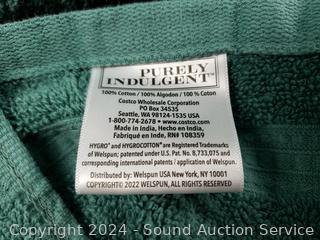 PURELY
INDULGENT™
100% Cotton / 100% Algodon / 100 % Coton
Costco Wholesale Corporation
PO Box 34535
Seattle, WA 98124-1535 USA
1-800-774-2678 • www.costco.com
Made in India, Hecho en India,
Fabriqué en Inde, RN# 108359
HYGRO® and HYGROCOTTON® are Registered Trademarks
of Welspun; patented under U.S. Pat. No. 8,733,075 and
corresponding international patents / application of Welspun.
Distributed by: WELSPUN USA, New York, NY 10001
COPYRIGHT© 2022 WELSPUN, ALL RIGHTS RESERVED
Copyright 2024 - Sound Auction Service